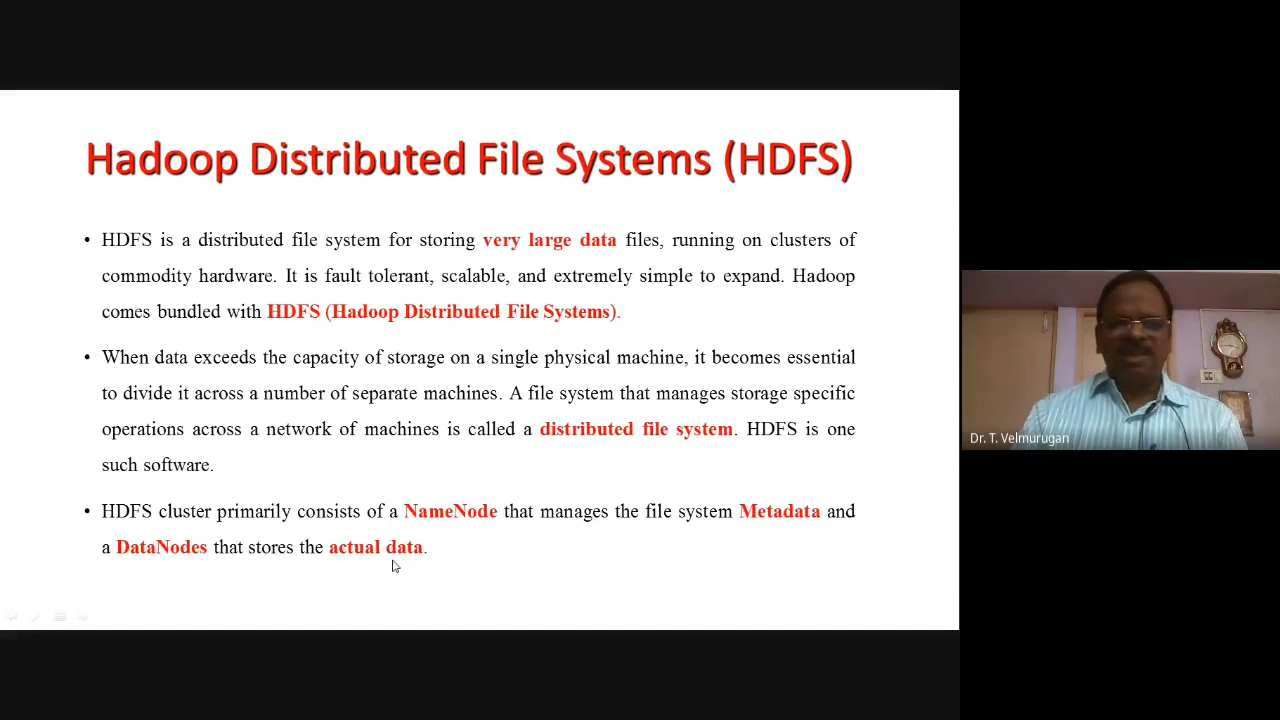 Hadoop Distributed File Systems (HDFS)
• HDFS is a distributed file system for storing very large data files, running on clusters of
commodity hardware. It is fault tolerant, scalable, and extremely simple to expand. Hadoop
comes bundled with HDFS (Hadoop Distributed File Systems).
• When data exceeds the capacity of storage on a single physical machine, it becomes essential
to divide it across a number of separate machines. A file system that manages storage specific
operations across a network of machines is called a distributed file system. HDFS is one
such software.
• HDFS cluster primarily consists of a NameNode that manages the file system Metadata and
a DataNodes that stores the actual data.
Dr. T. Velmurugan